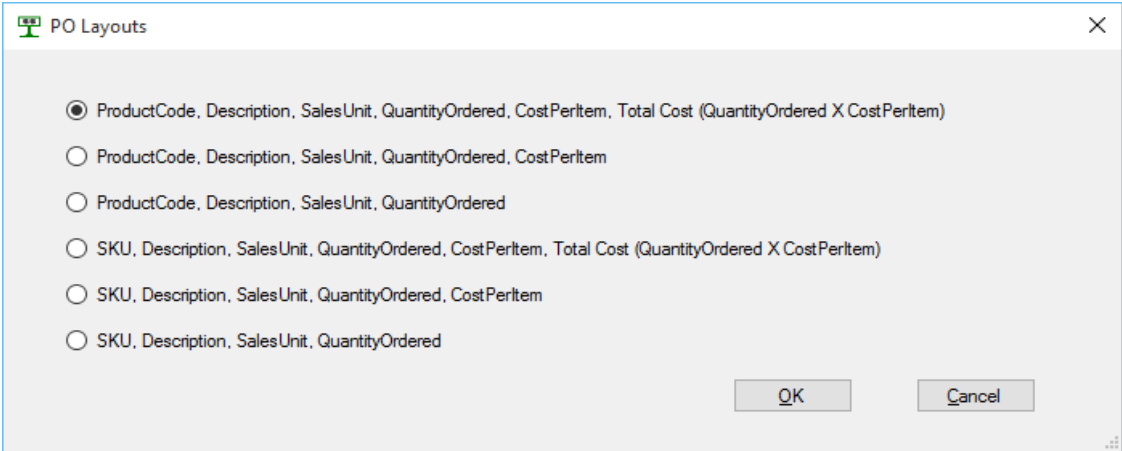 PO Layouts
ProductCode, Description, SalesUnit, QuantityOrdered, CostPerItem, Total Cost (QuantityOrdered X CostPerItem)
ProductCode, Description, SalesUnit, QuantityOrdered, CostPerItem
ProductCode, Description, SalesUnit, QuantityOrdered
SKU, Description, SalesUnit, QuantityOrdered, CostPerItem, Total Cost (QuantityOrdered X CostPerItem)
SKU, Description, SalesUnit, QuantityOrdered, CostPerItem
SKU, Description, SalesUnit, QuantityOrdered
OK Cancel